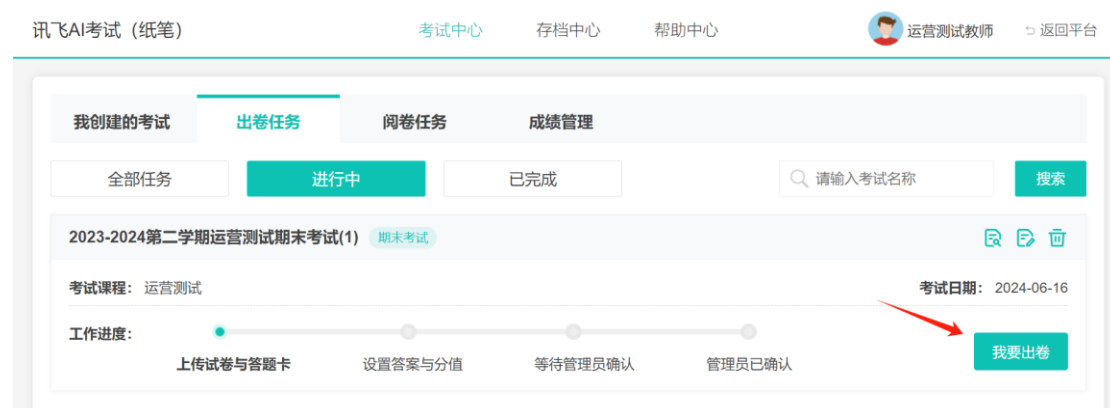 讯飞AI考试（纸笔） 考试中心 存档中心 帮助中心 运营测试教师 返回平台
我创建的考试 出卷任务 阅卷任务 成绩管理
全部任务 进行中 已完成 请输入考试名称 搜索
2023-2024第二学期运营测试期末考试(1) 期末考试
考试课程： 运营测试 考试日期： 2024-06-16
工作进度：
上传试卷与答题卡 设置答案与分值 等待管理员确认 管理员已确认 我要出卷